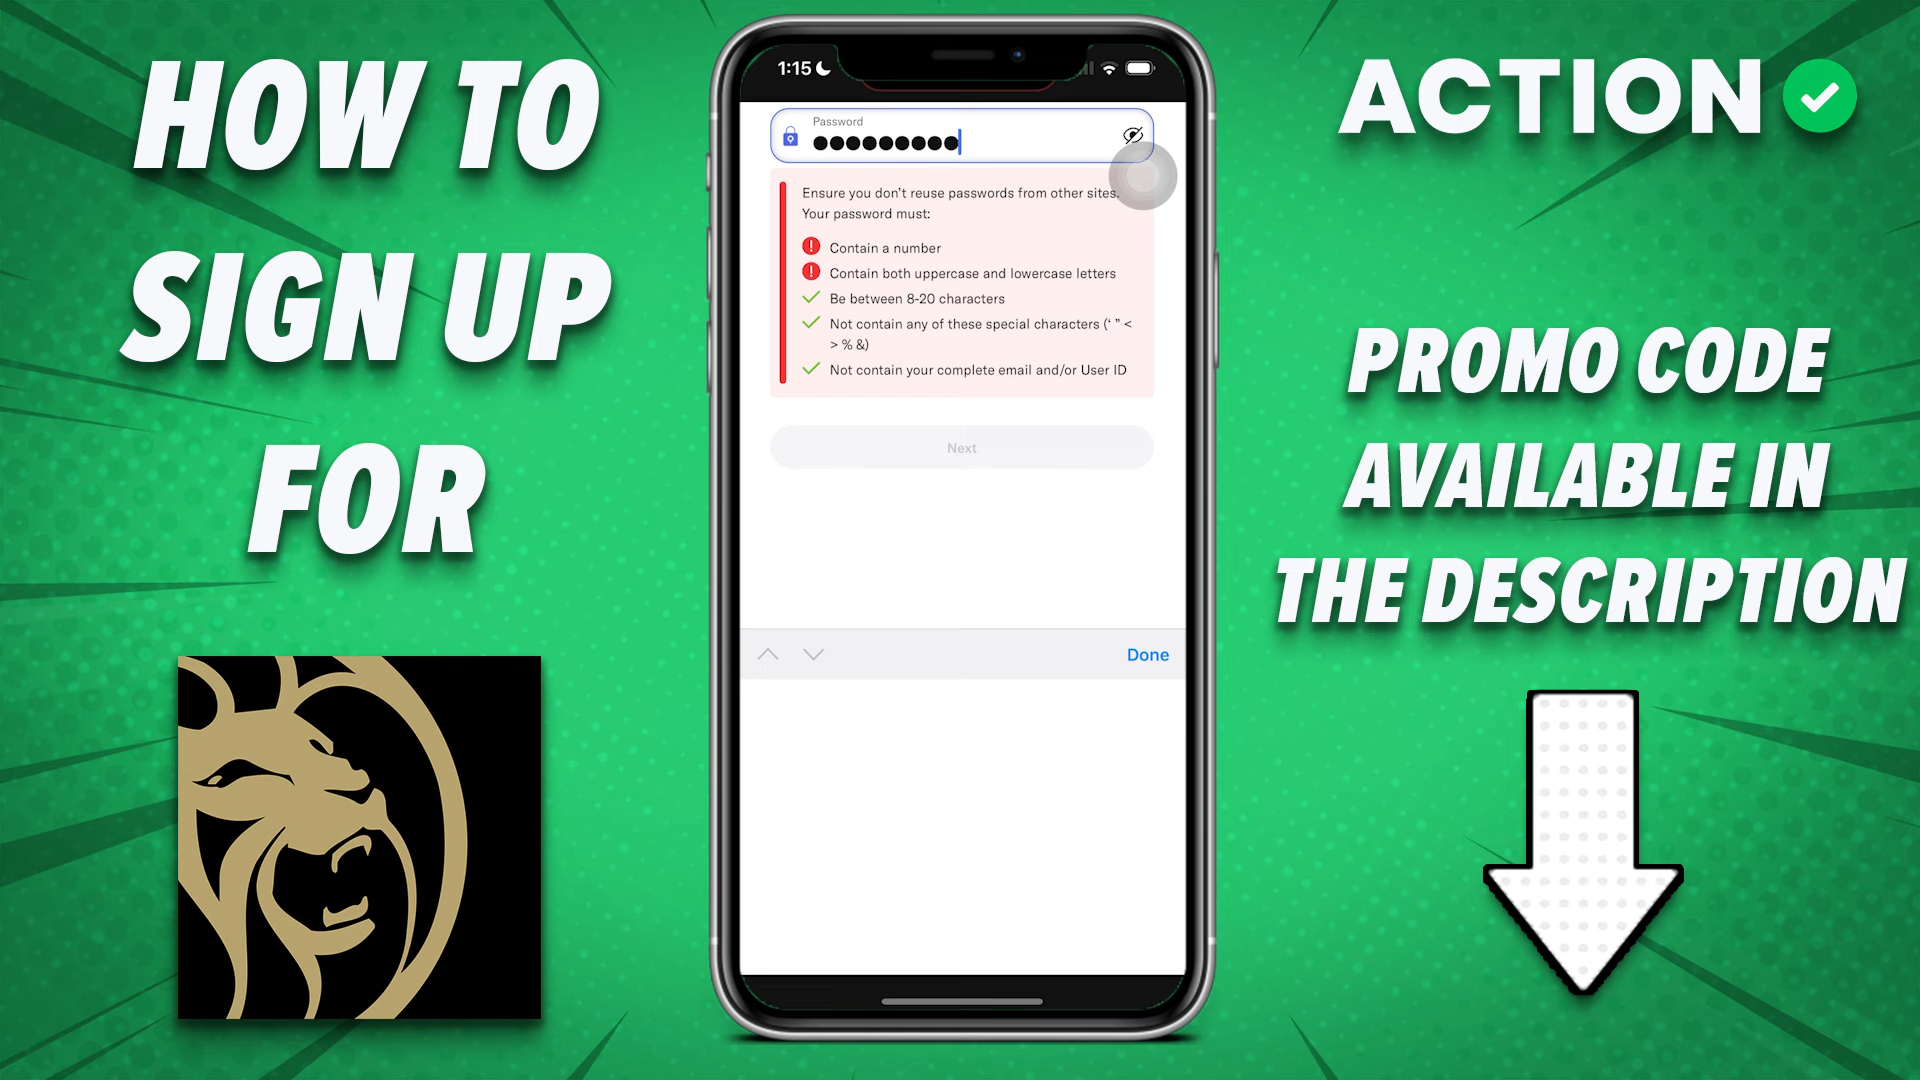 HOW TO
SIGN UP
FOR
1:15
Password
Ensure you don't reuse passwords from other sites.
Your password must:
Contain a number
Contain both uppercase and lowercase letters
Be between 8-20 characters
Not contain any of these special characters (‘ ” <
> % &)
Not contain your complete email and/or User ID
Next
Done
ACTION
PROMO CODE
AVAILABLE IN
THE DESCRIPTION